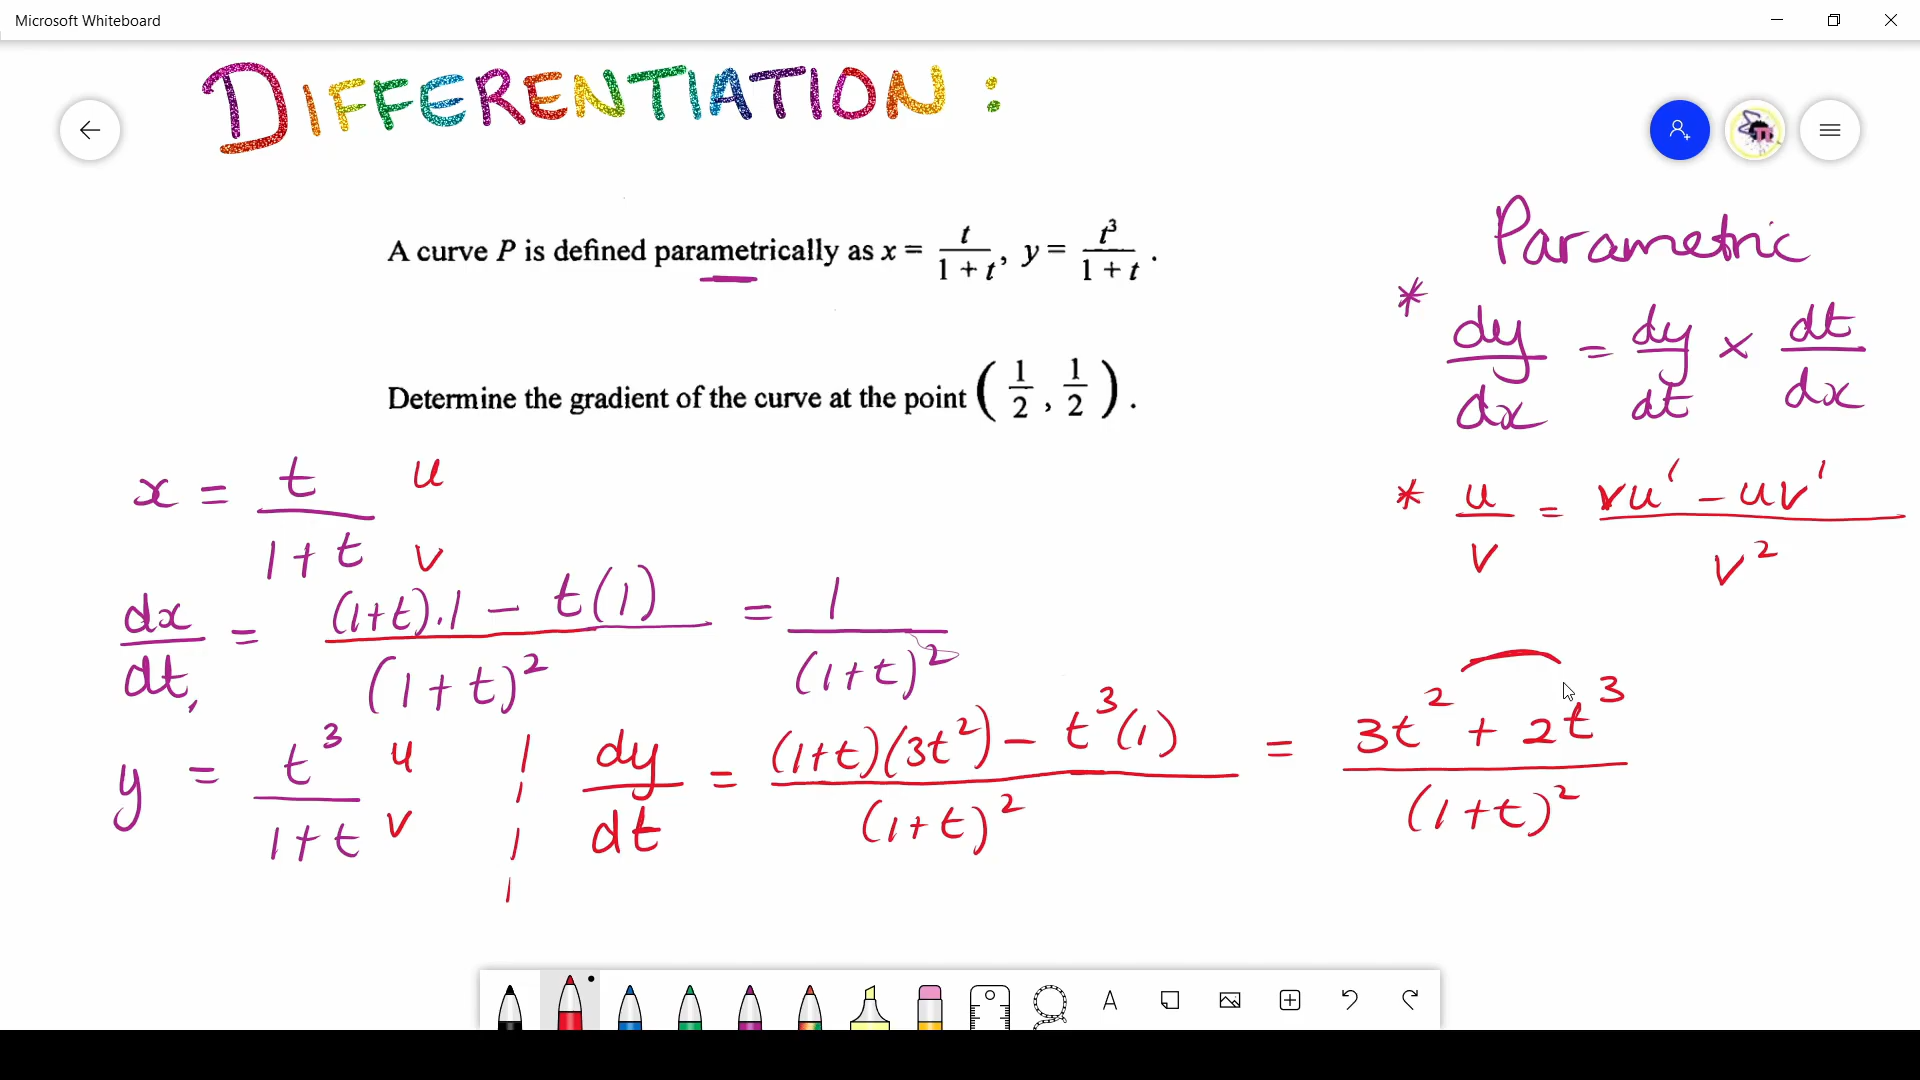 Microsoft Whiteboard
DIFFERENTIATION:
A curve P is defined parametrically as x = t/(1 + t), y = t³/(1 + t).
Determine the gradient of the curve at the point (1/2, 1/2).
Parametric
* dy/dx = dy/dt × dt/dx
* u/v = (vu' - uv')/v²
x = t/(1+t) u v
dx/dt, = ((1+t).1 - t(1))/(1+t)² = 1/(1+t)²
y = t³/(1+t) u v
dy/dt = ((1+t)(3t²) - t³(1))/(1+t)² = (3t² + 2t³)/(1+t)²